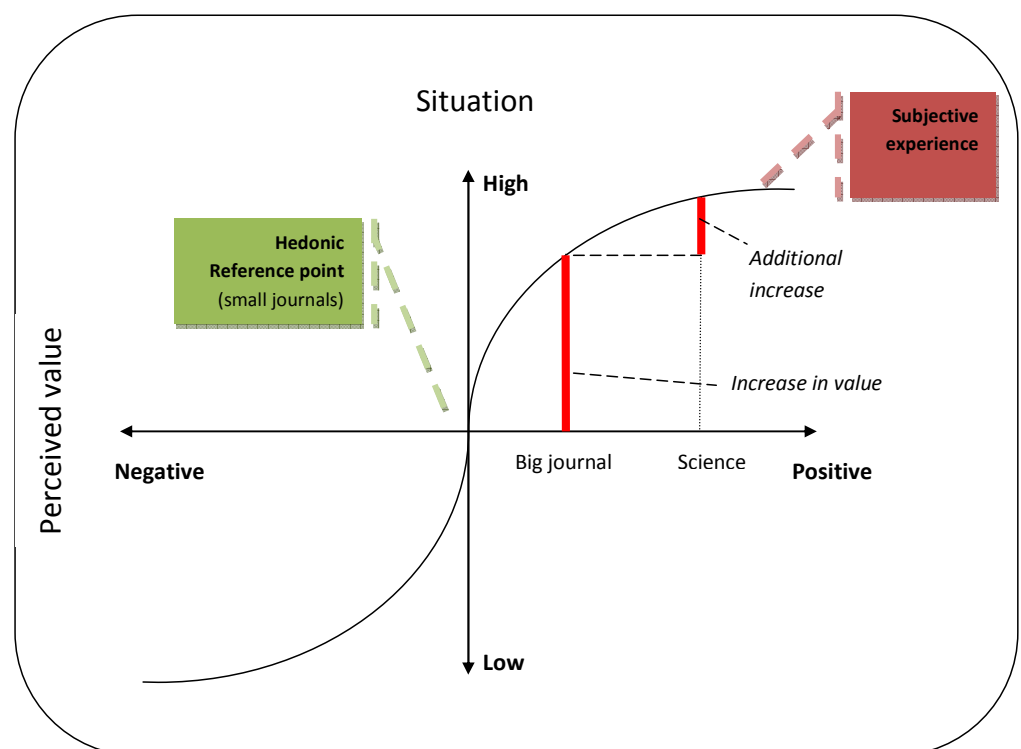 Situation
Subjective
experience
High
Hedonic
Reference point
(small journals)
Additional
increase
Perceived value
Increase in value
Negative
Big journal
Science
Positive
Low